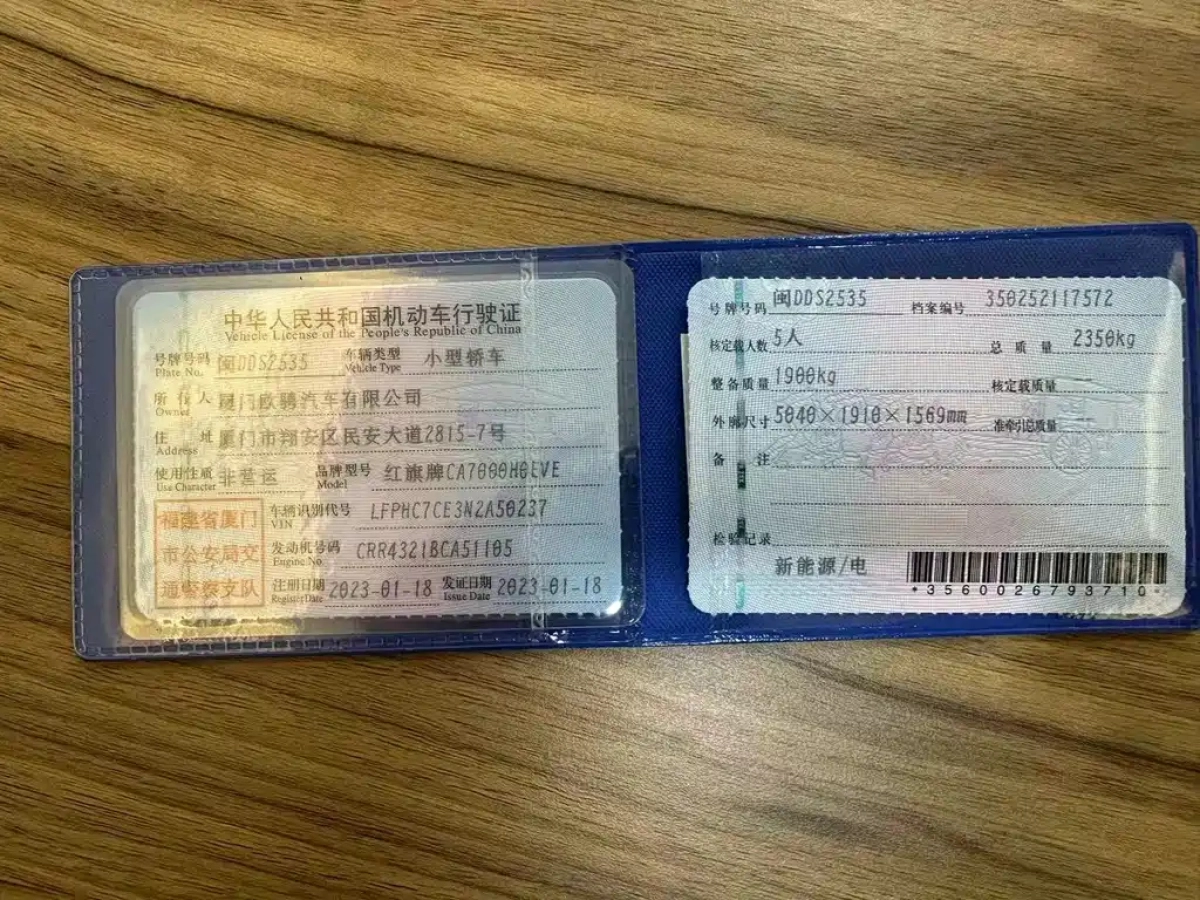 中华人民共和国机动车行驶证
Vehicle License of the People's Republic of China
号牌号码 闽DDS2535 车辆类型 小型轿车
Plate No. Vehicle Type
所有人 厦门欧骋汽车有限公司
Owner
住址 厦门市翔安区民安大道2815-7号
Address
使用性质 非营运 品牌型号 红旗牌CA7000H0EVE
Use Character Model
福建省厦门
市公安局交
通警察支队
车辆识别代号 LFPHC7CE3N2A50237
VIN
发动机号码 CRR4321BCA51105
Engine No.
注册日期 2023-01-18 发证日期 2023-01-18
Register Date Issue Date
号牌号码 闽DDS2535 档案编号 350252117572
核定载人数 5人 总质量 2350kg
整备质量 1900kg 核定载质量 --
外廓尺寸 5040×1910×1569mm 准牵引总质量 --
备注
检验记录
新能源/电
*3560026793710*